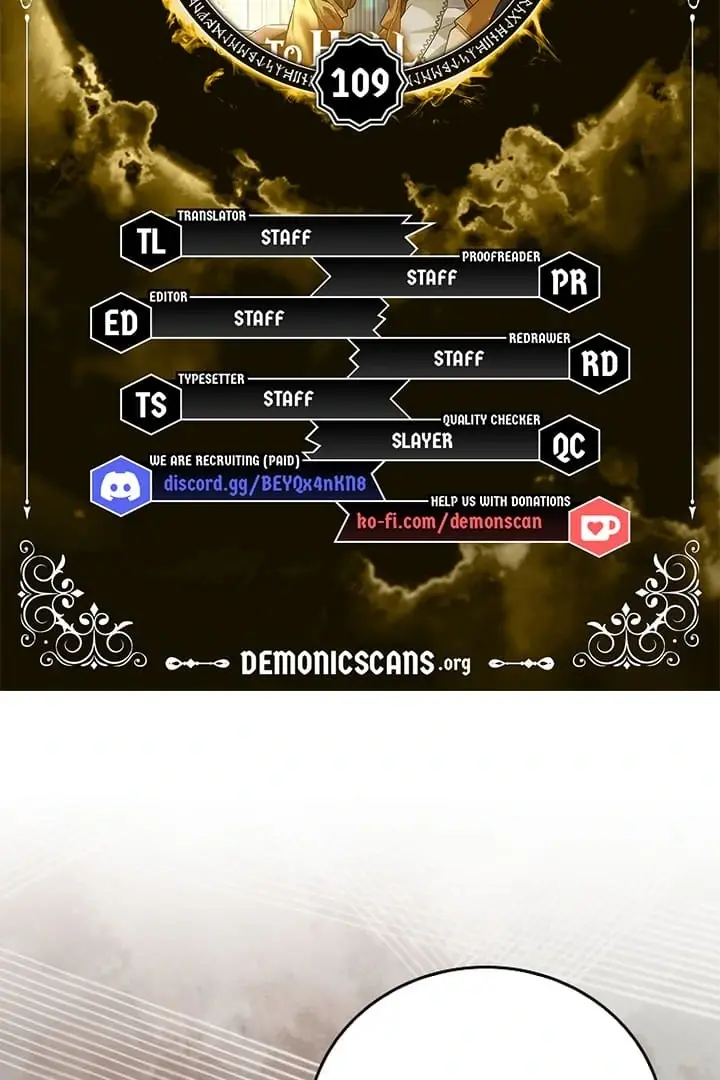 109
TRANSLATOR
TL STAFF
PROOFREADER
STAFF PR
EDITOR
ED STAFF
REDRAWER
STAFF RD
TYPESETTER
TS STAFF
QUALITY CHECKER
SLAYER QC
WE ARE RECRUITING (PAID)
discord.gg/BEYQx4nKN8
HELP US WITH DONATIONS
ko-fi.com/demonscan
DEMONICSCANS.org